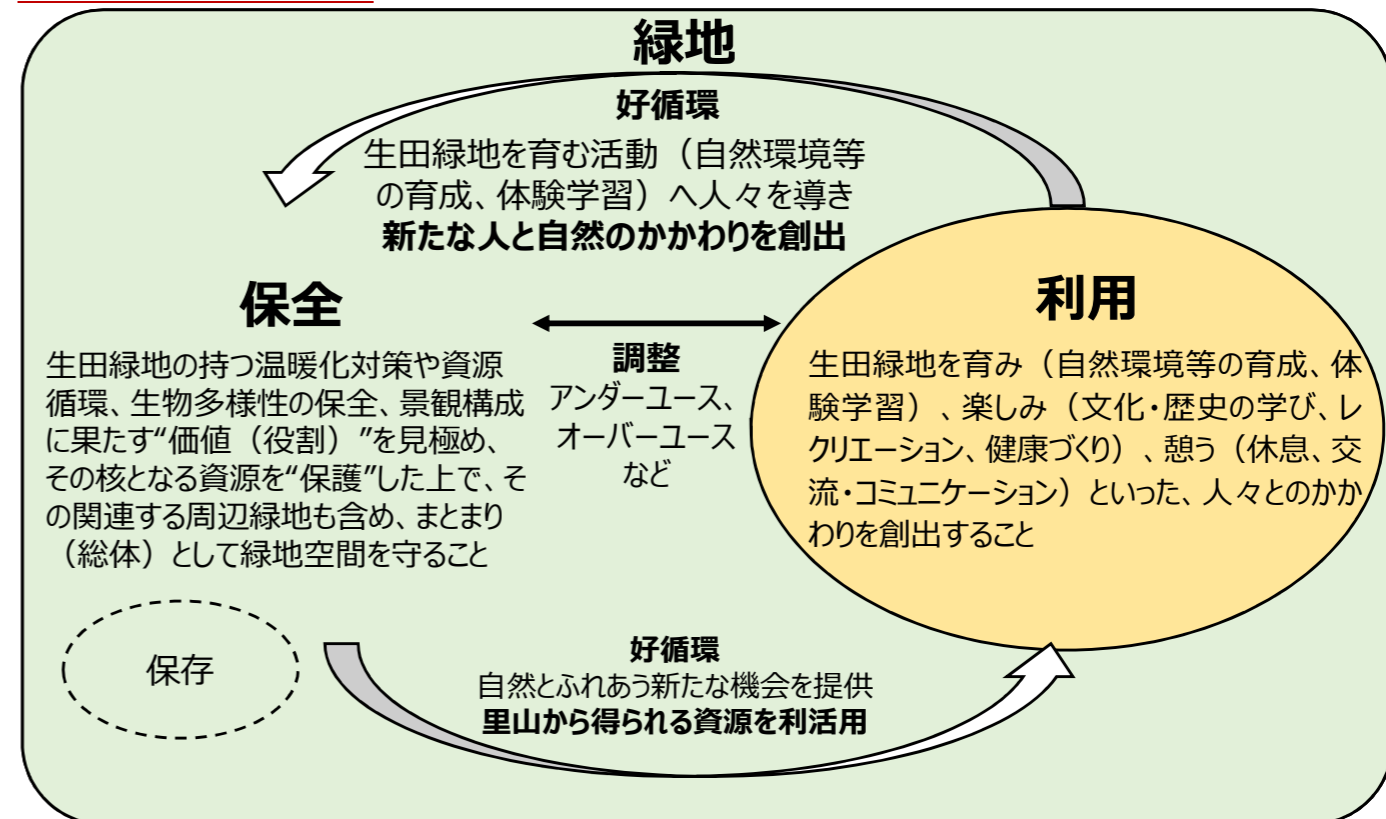 緑地
好循環
生田緑地を育む活動（自然環境等
の育成、体験学習）へ人々を導き
新たな人と自然のかかわりを創出
保全
生田緑地の持つ温暖化対策や資源
循環、生物多様性の保全、景観構成
に果たす“価値（役割）”を見極め、
その核となる資源を“保護”した上で、そ
の関連する周辺緑地も含め、まとまり
（総体）として緑地空間を守ること
調整
アンダーユース、
オーバーユース
など
利用
生田緑地を育み（自然環境等の育成、体
験学習）、楽しみ（文化・歴史の学び、レ
クリエーション、健康づくり）、憩う（休息、交
流・コミュニケーション）といった、人々とのかか
わりを創出すること
保存
好循環
自然とふれあう新たな機会を提供
里山から得られる資源を利活用